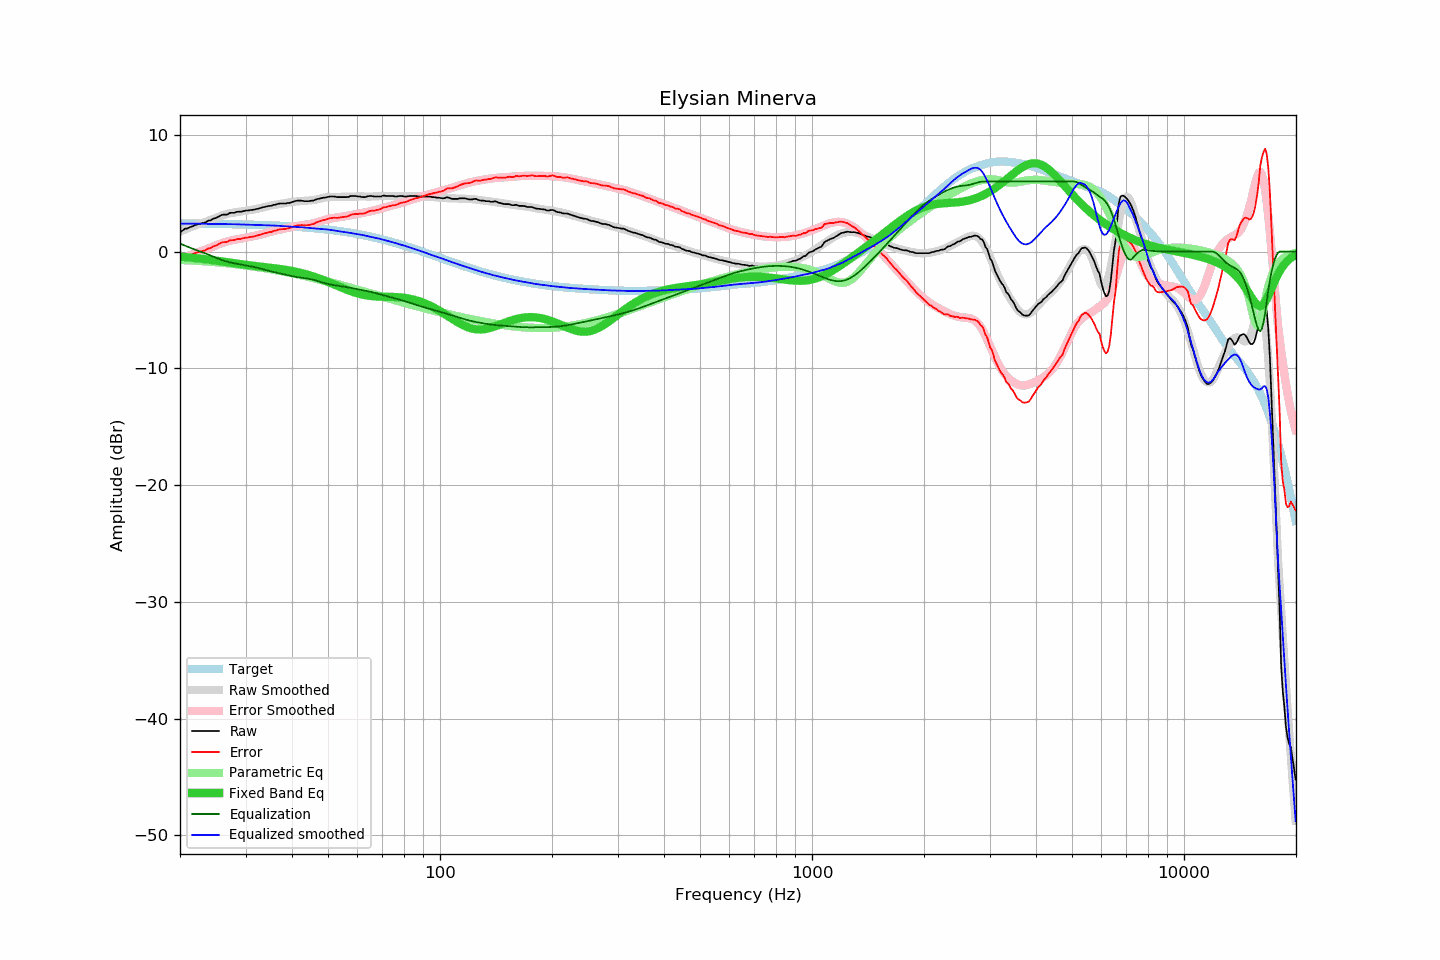 Elysian Minerva
10
0
−10
−20
−30
−40
−50
Amplitude (dBr)
Target
Raw Smoothed
Error Smoothed
Raw
Error
Parametric Eq
Fixed Band Eq
Equalization
Equalized smoothed
100
1000
10000
Frequency (Hz)